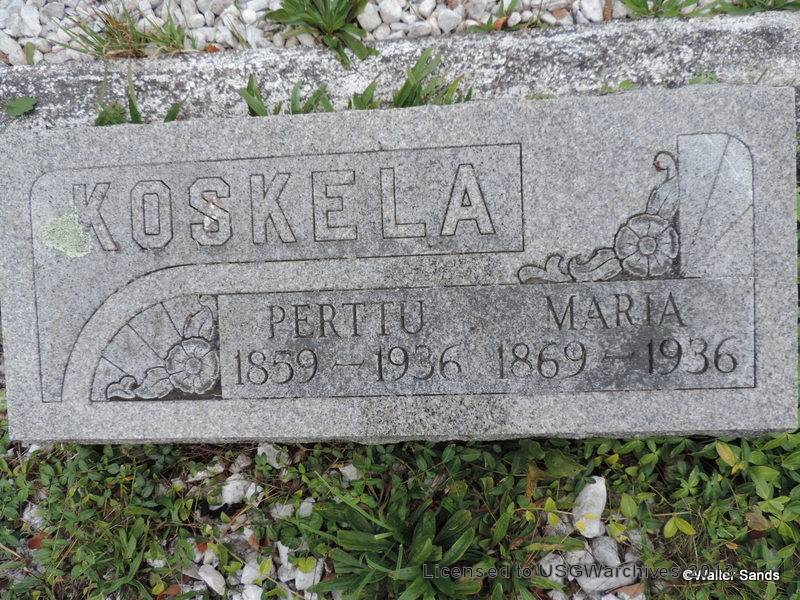 KOSKELA
PERTTU MARIA
1859 – 1936 1869 – 1936
Licensed to USGWarchives
©Walter Sands